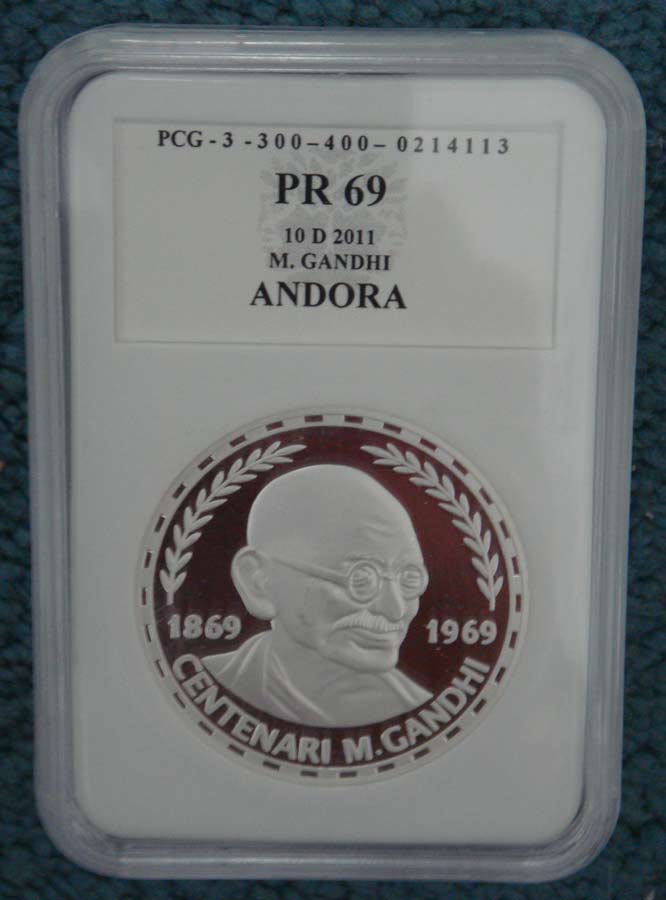 PCG - 3 - 300 – 400 – 0214113
PR 69
10 D 2011
M. GANDHI
ANDORA
1869
1969
CENTENARI M. GANDHI